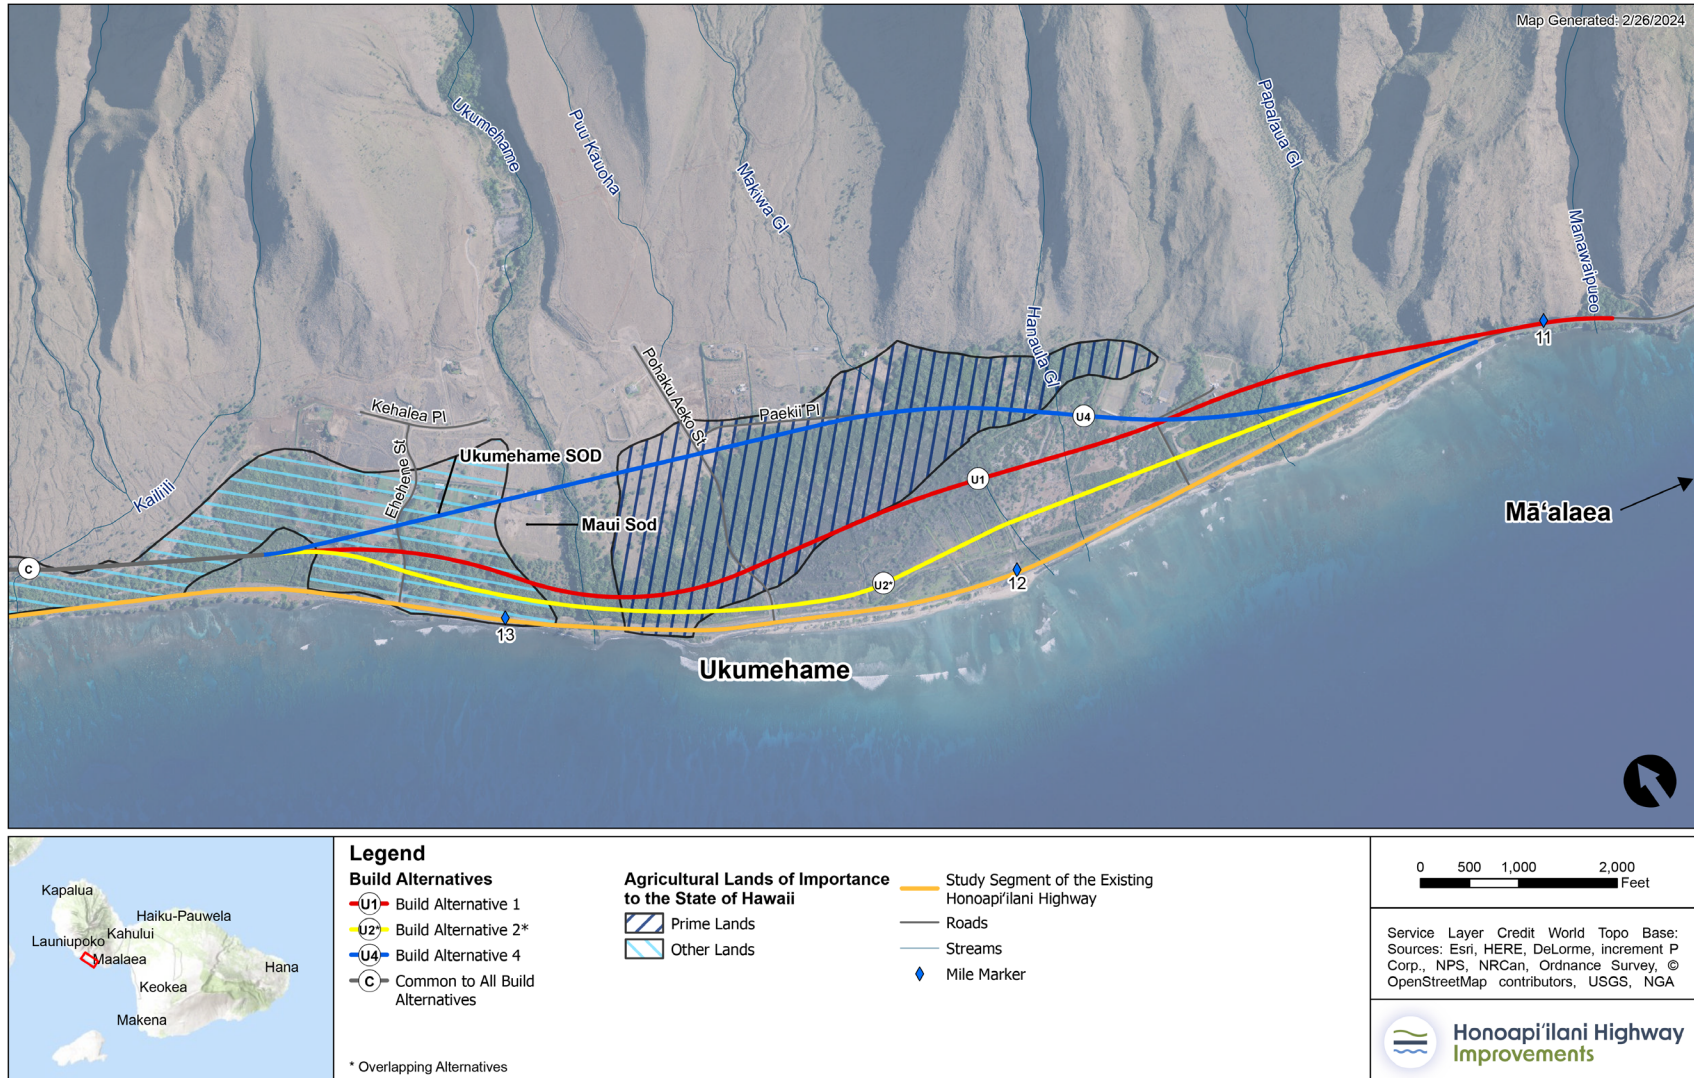 Map Generated: 2/26/2024
Ukumehame
Puu Kauoha
Makiwa Gl
Papalaua Gl
Manawaipueo
Hanaula Gl
11
Pohaku Aeko St
Paekii Pl
Kehalea Pl
Ehehene St
U4
Ukumehame SOD
Kailiili
U1
Maui Sod
Mā‘alaea
C
U2*
12
13
Ukumehame
Kapalua
Haiku-Pauwela
Kahului
Launiupoko
Maalaea
Hana
Keokea
Makena
Legend
Build Alternatives
U1 Build Alternative 1
U2* Build Alternative 2*
U4 Build Alternative 4
C Common to All Build
Alternatives
* Overlapping Alternatives
Agricultural Lands of Importance
to the State of Hawaii
Prime Lands
Other Lands
Study Segment of the Existing
Honoapi‘ilani Highway
Roads
Streams
Mile Marker
0 500 1,000 2,000
Feet
Service Layer Credit World Topo Base:
Sources: Esri, HERE, DeLorme, increment P
Corp., NPS, NRCan, Ordnance Survey, ©
OpenStreetMap contributors, USGS, NGA
Honoapi‘ilani Highway
Improvements